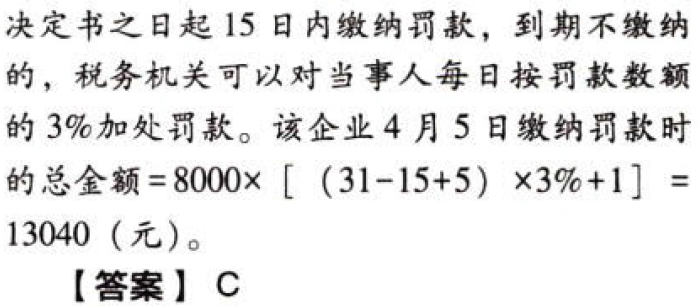 决定书之日起 15 日内缴纳罚款，到期不缴纳
的，税务机关可以对当事人每日按罚款数额
的 3%加处罚款。该企业 4 月 5 日缴纳罚款时
的总金额=8000×［（31-15+5）×3%+1］=
13040（元）。
【答案】 C